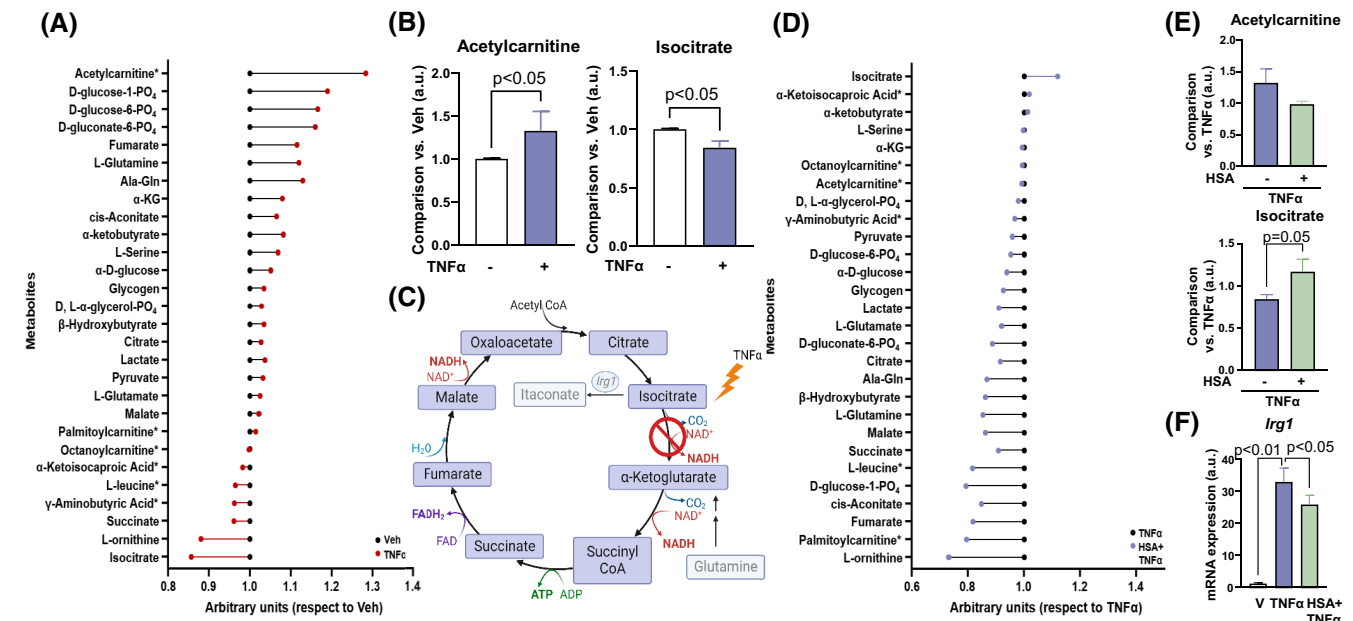 (A)
Metabolites
Acetylcarnitine*
D-glucose-1-PO4
D-glucose-6-PO4
D-gluconate-6-PO4
Fumarate
L-Glutamine
Ala-Gln
α-KG
cis-Aconitate
α-ketobutyrate
L-Serine
α-D-glucose
Glycogen
D, L-α-glycerol-PO4
β-Hydroxybutyrate
Citrate
Lactate
Pyruvate
L-Glutamate
Malate
Palmitoylcarnitine*
Octanoylcarnitine*
α-Ketoisocaproic Acid*
L-leucine*
γ-Aminobutyric Acid*
Succinate
L-ornithine
Isocitrate
Veh
TNFα
0.8 0.9 1.0 1.1 1.2 1.3 1.4
Arbitrary units (respect to Veh)
(B)
Acetylcarnitine
Comparison vs. Veh (a.u.)
2.0
1.5
1.0
0.5
0.0
p<0.05
TNFα - +
Isocitrate
Comparison vs. Veh (a.u.)
1.5
1.0
0.5
0.0
p<0.05
TNFα - +
(C)
Acetyl CoA
Oxaloacetate
Citrate
NADH
NAD+
TNFα
Irg1
Malate
Itaconate
Isocitrate
CO2
NAD+
NADH
H20
Fumarate
α-Ketoglutarate
CO2
NAD+
NADH
FADH2
FAD
Succinate
Succinyl
CoA
Glutamine
ATP ADP
(D)
Metabolites
Isocitrate
α-Ketoisocaproic Acid*
α-ketobutyrate
L-Serine
α-KG
Octanoylcarnitine*
Acetylcarnitine*
D, L-α-glycerol-PO4
γ-Aminobutyric Acid*
Pyruvate
D-glucose-6-PO4
α-D-glucose
Glycogen
Lactate
L-Glutamate
D-gluconate-6-PO4
Citrate
Ala-Gln
β-Hydroxybutyrate
L-Glutamine
Malate
Succinate
L-leucine*
D-glucose-1-PO4
cis-Aconitate
Fumarate
Palmitoylcarnitine*
L-ornithine
TNFα
HSA+
TNFα
0.6 0.8 1.0 1.2 1.4
Arbitrary units (respect to TNFα)
(E)
Acetylcarnitine
Comparison
vs. TNFα (a.u.)
2.0
1.5
1.0
0.5
0.0
HSA - +
TNFα
Isocitrate
Comparison
vs. TNFα (a.u.)
1.5
1.0
0.5
0.0
p=0.05
HSA - +
TNFα
(F)
Irg1
mRNA expression (a.u.)
40
30
20
10
0
p<0.01 p<0.05
V TNFα HSA+
TNFα